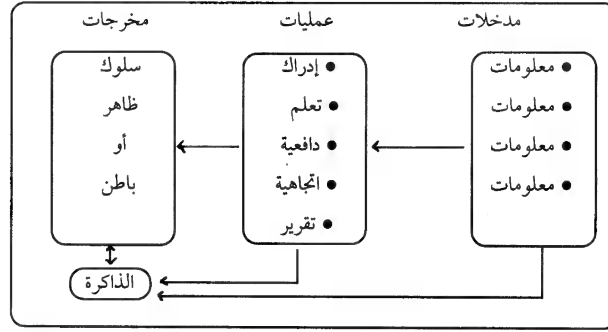 مدخلات
عمليات
مخرجات
• معلومات
• معلومات
• معلومات
• معلومات
• إدراك
• تعلم
• دافعية
• اتجاهية
• تقرير
سلوك
ظاهر
أو
باطن
الذاكرة